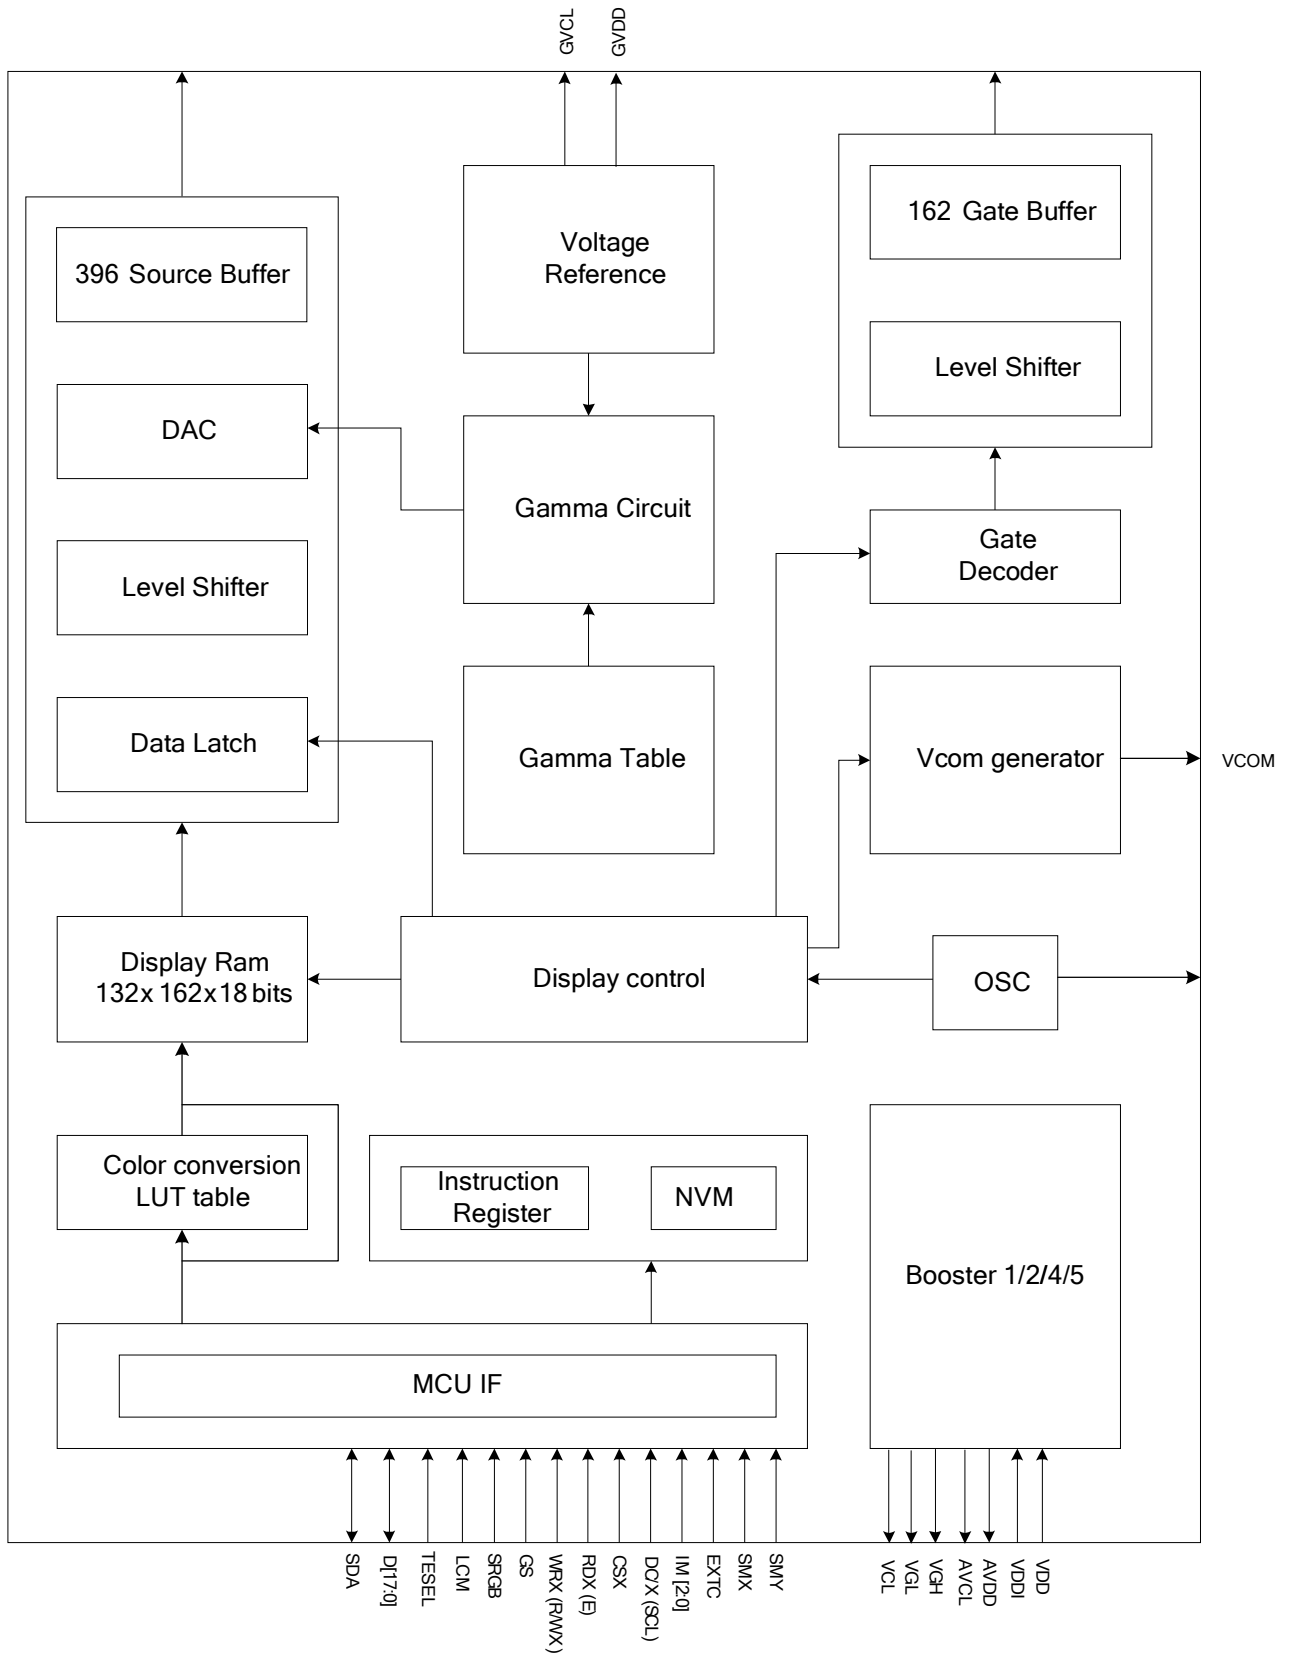 GVCL
GVDD
396 Source Buffer
DAC
Level Shifter
Data Latch
Voltage
Reference
Gamma Circuit
Gamma Table
162 Gate Buffer
Level Shifter
Gate
Decoder
Vcom generator
VCOM
Display Ram
132x 162x18 bits
Display control
OSC
Color conversion
LUT table
Instruction
Register
NVM
Booster 1/2/4/5
MCU IF
SDA
D[17:0]
TESEL
LCM
SRGB
GS
WRX (R/WX)
RDX (E)
CSX
DC/X (SCL)
IM [2:0]
EXTC
SMX
SMY
VCL
VGL
VGH
AVCL
AVDD
VDDI
VDD